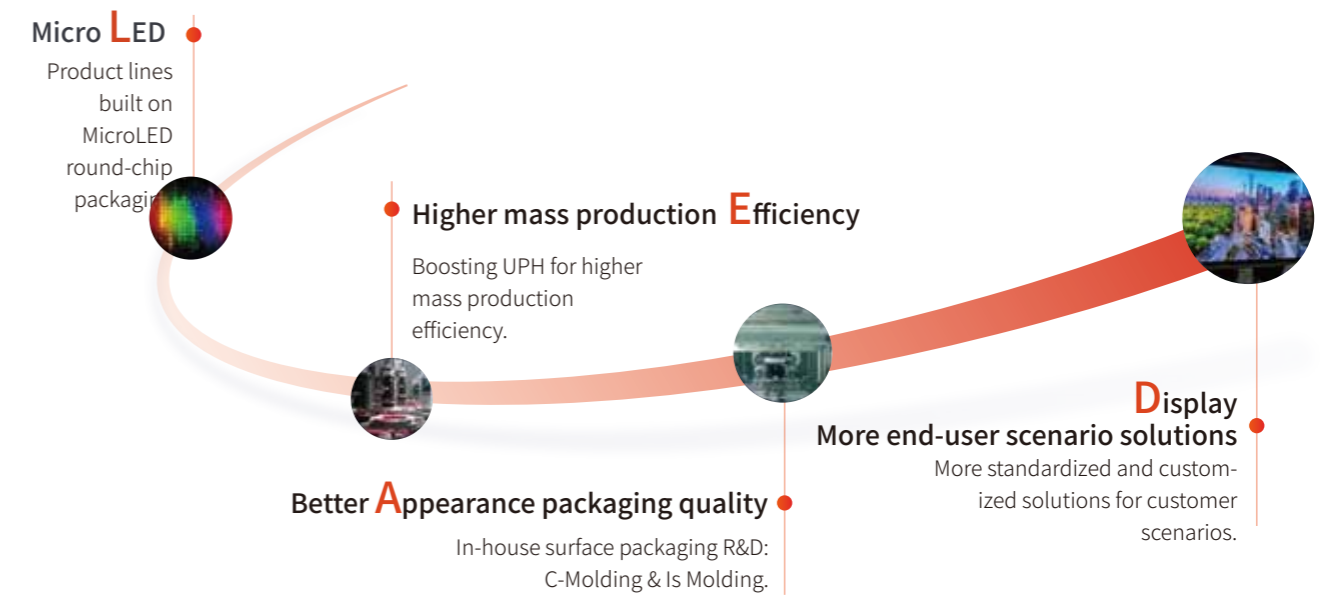 Micro LED
Product lines
built on
MicroLED
round-chip
Higher mass production Efficiency
Boosting UPH for higher
mass production
efficiency.
Better Appearance packaging quality
In-house surface packaging R&D:
C-Molding & Is Molding.
Display
More end-user scenario solutions
More standardized and custom-
ized solutions for customer
scenarios.